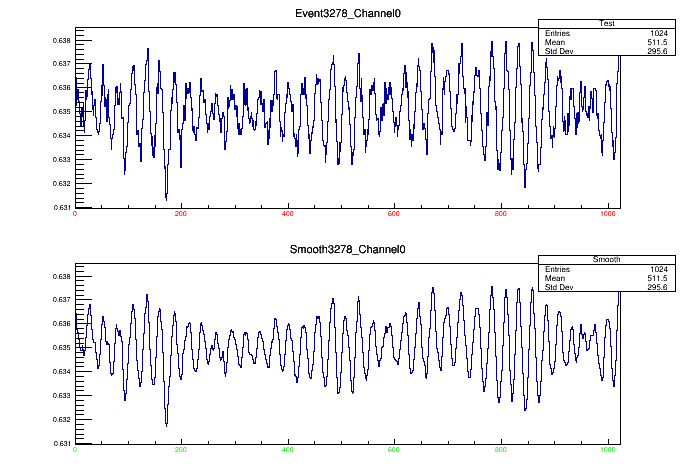 Event3278_Channel0
Test
Entries 1024
Mean 511.5
Std Dev 295.6
0.638
0.637
0.636
0.635
0.634
0.633
0.632
0.631
0 200 400 600 800 1000
Smooth3278_Channel0
Smooth
Entries 1024
Mean 511.5
Std Dev 295.6
0.638
0.637
0.636
0.635
0.634
0.633
0.632
0.631
0 200 400 600 800 1000